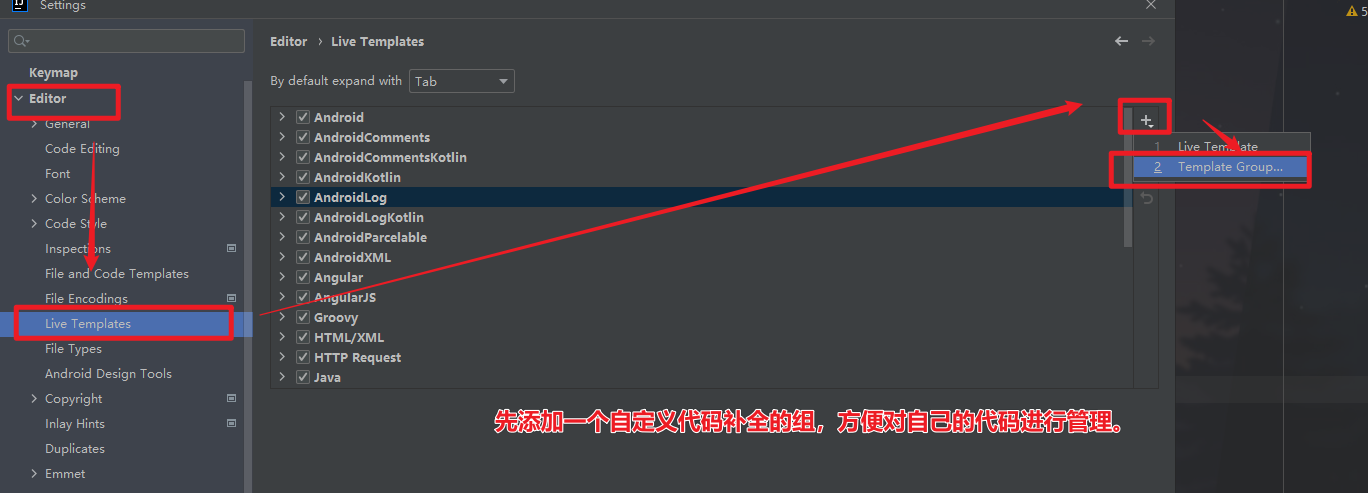 Settings
5
Editor › Live Templates
Keymap
By default expand with Tab
Editor
General
Code Editing
Font
Color Scheme
Code Style
Inspections
File and Code Templates
File Encodings
Live Templates
File Types
Android Design Tools
Copyright
Inlay Hints
Duplicates
Emmet
Android
AndroidComments
AndroidCommentsKotlin
AndroidKotlin
AndroidLog
AndroidLogKotlin
AndroidParcelable
AndroidXML
Angular
AngularJS
Groovy
HTML/XML
HTTP Request
Java
1 Live Template
2 Template Group...
先添加一个自定义代码补全的组，方便对自己的代码进行管理。